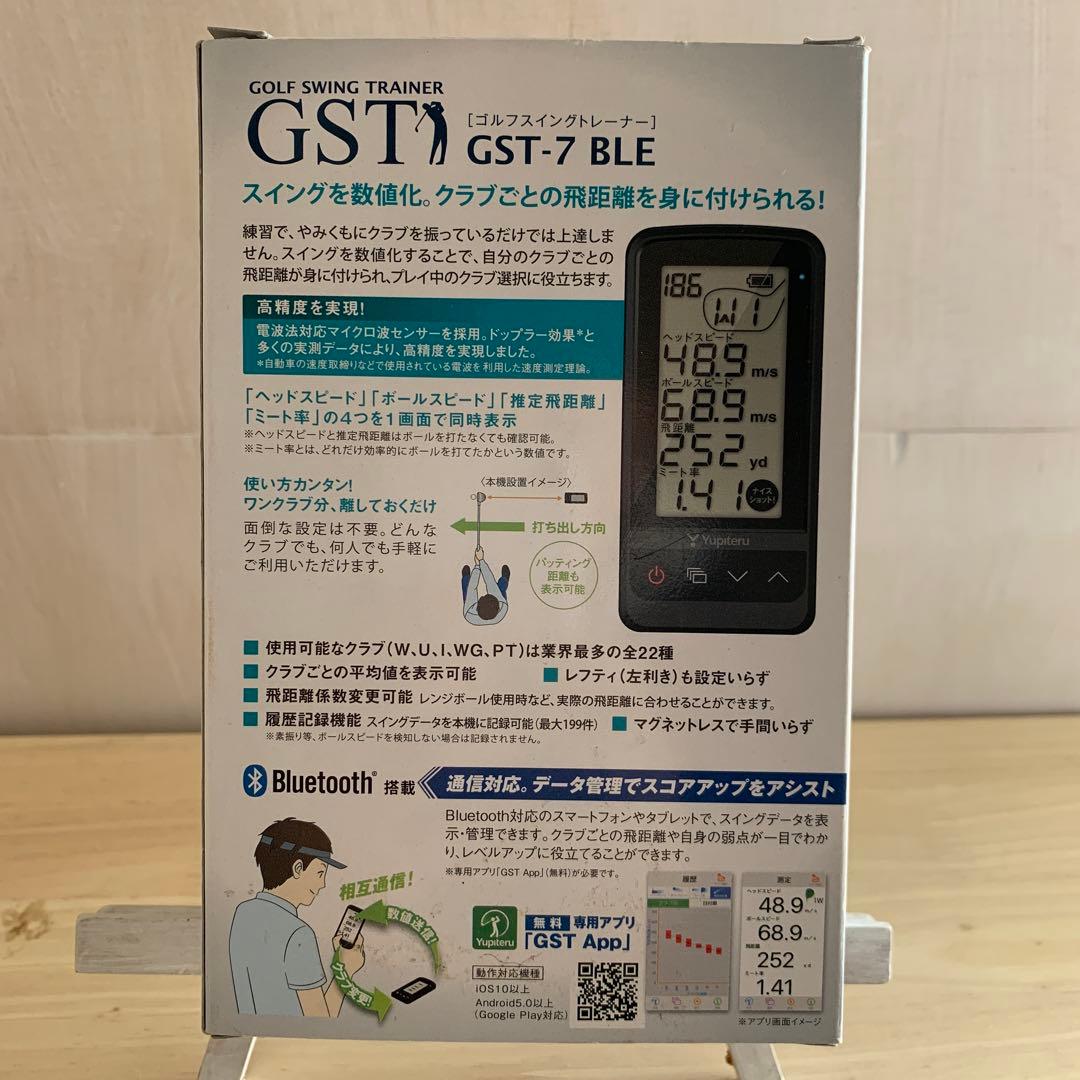 GOLF SWING TRAINER
GST
[ゴルフスイングトレーナー]
GST-7 BLE
スイングを数値化。クラブごとの飛距離を身に付けられる!
練習で、やみくもにクラブを振っているだけでは上達しま
せん。スイングを数値化することで、自分のクラブごとの
飛距離が身に付けられ、プレイ中のクラブ選択に役立ちます。
高精度を実現!
電波法対応マイクロ波センサーを採用。ドップラー効果*と
多くの実測データにより、高精度を実現しました。
*自動車の速度取締りなどで使用されている電波を利用した速度測定理論。
「ヘッドスピード」「ボールスピード」「推定飛距離」
「ミート率」の4つを1画面で同時表示
※ヘッドスピードと推定飛距離はボールを打たなくても確認可能。
※ミート率とは、どれだけ効率的にボールを打てたかという数値です。
使い方カンタン!
ワンクラブ分、離しておくだけ
面倒な設定は不要。どんな
クラブでも、何人でも手軽に
ご利用いただけます。
〈本機設置イメージ〉
打ち出し方向
パッティング
距離も
表示可能
186
W 1
ヘッドスピード
48.9 m/s
ボールスピード
68.9 m/s
飛距離
252 yd
ミート率
1.41
ナイス
ショット!
Yupiteru
■ 使用可能なクラブ(W、U、I、WG、PT)は業界最多の全22種
■ クラブごとの平均値を表示可能 ■ レフティ(左利き)も設定いらず
■ 飛距離係数変更可能 レンジボール使用時など、実際の飛距離に合わせることができます。
■ 履歴記録機能 スイングデータを本機に記録可能(最大199件) ■ マグネットレスで手間いらず
※素振り等、ボールスピードを検知しない場合は記録されません。
Bluetooth® 搭載 通信対応。データ管理でスコアアップをアシスト
Bluetooth対応のスマートフォンやタブレットで、スイングデータを表
示・管理できます。クラブごとの飛距離や自身の弱点が一目でわか
り、レベルアップに役立てることができます。
※専用アプリ「GST App」(無料)が必要です。
相互通信!
数値送信!
クラブ変更!
Yupiteru
無料 専用アプリ
「GST App」
動作対応機種
iOS10以上
Android5.0以上
(Google Play対応)
履歴
測定
ヘッドスピード
48.9 m/s
1W
ボールスピード
68.9 m/s
飛距離
252 yd
ミート率
1.41
※アプリ画面イメージ